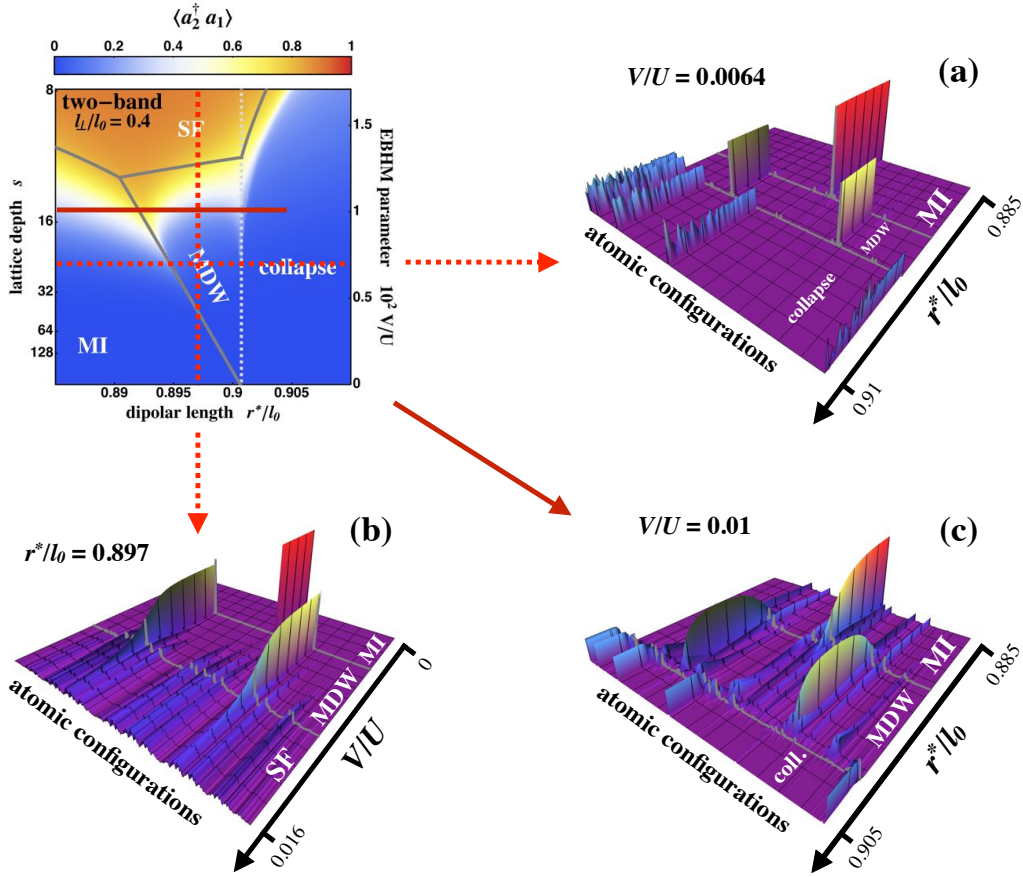 ⟨a₂† a₁⟩
0 0.2 0.4 0.6 0.8 1
two−band
l⊥/l₀ = 0.4
SF
MDW
collapse
MI
8
16
32
64
128
lattice depth s
1.5
1
0.5
0
EBHM parameter 10² V/U
0.89 0.895 0.9 0.905
dipolar length r*/l₀
(a)
V/U = 0.0064
MI
MDW
collapse
atomic configurations
0.885
r*/l₀
0.91
(b)
r*/l₀ = 0.897
MI
MDW
SF
atomic configurations
0
V/U
0.016
(c)
V/U = 0.01
MI
MDW
coll.
atomic configurations
0.885
r*/l₀
0.905